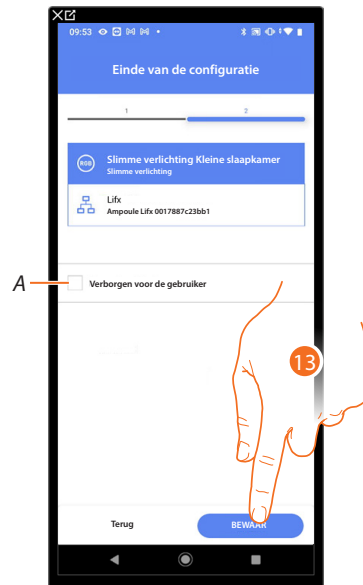 09:53
Einde van de configuratie
1
2
RGB
Slimme verlichting Kleine slaapkamer
Slimme verlichting
Lifx
Ampoule Lifx 0017887c23bb1
A
Verborgen voor de gebruiker
13
Terug
BEWAAR